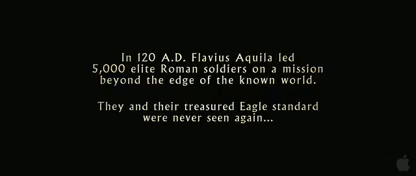 In 120 A.D. Flavius Aquila led
5,000 elite Roman soldiers on a mission
beyond the edge of the known world.
They and their treasured Eagle standard
were never seen again...